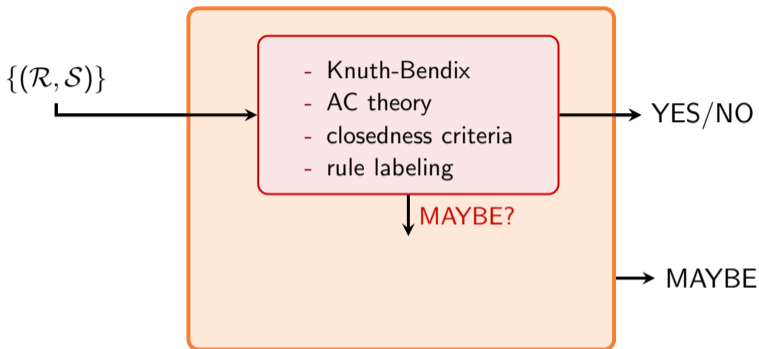 {(ℛ, 𝒮)}
- Knuth-Bendix
- AC theory
- closedness criteria
- rule labeling
YES/NO
MAYBE?
MAYBE